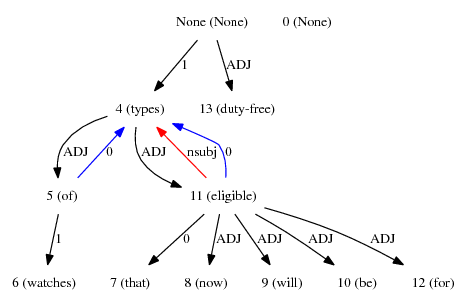 None (None) 0 (None)
1 ADJ
4 (types) 13 (duty-free)
ADJ 0 ADJ nsubj 0
5 (of) 11 (eligible)
1 0 ADJ ADJ ADJ ADJ
6 (watches) 7 (that) 8 (now) 9 (will) 10 (be) 12 (for)